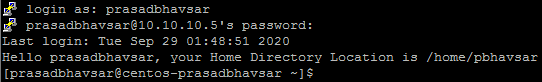 login as: prasadbhavsar
prasadbhavsar@10.10.10.5's password:
Last login: Tue Sep 29 01:48:51 2020
Hello prasadbhavsar, your Home Directory Location is /home/pbhavsar
[prasadbhavsar@centos-prasadbhavsar ~]$